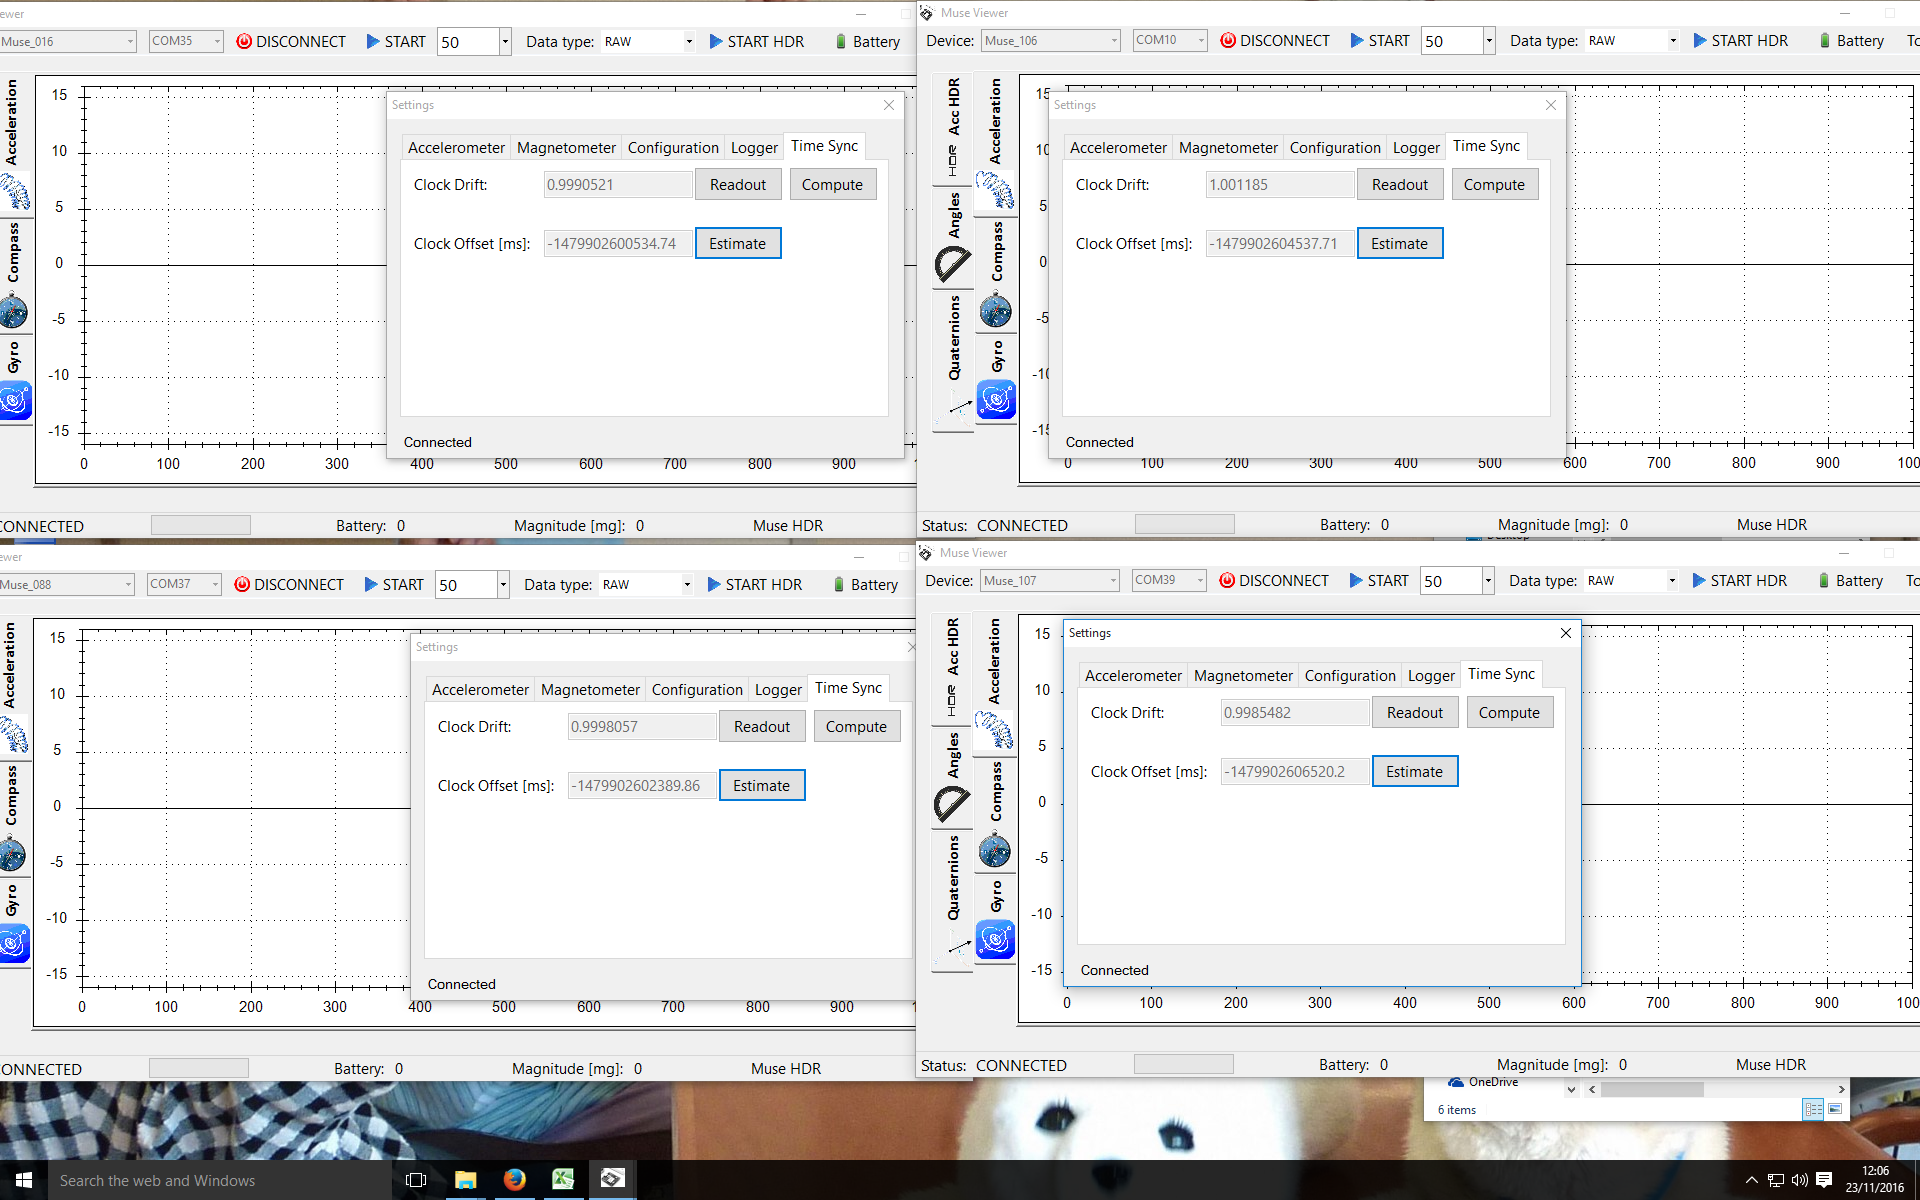 ewer
Muse_016 COM35 DISCONNECT START 50 Data type: RAW START HDR Battery
Acceleration
Compass
Gyro
15
10
5
0
-5
-10
-15
0 100 200 300 400 500 600 700 800 900
Settings
Accelerometer Magnetometer Configuration Logger Time Sync
Clock Drift: 0.9990521 Readout Compute
Clock Offset [ms]: -1479902600534.74 Estimate
Connected
CONNECTED Battery: 0 Magnitude [mg]: 0 Muse HDR
Muse Viewer
Device: Muse_106 COM10 DISCONNECT START 50 Data type: RAW START HDR Battery To
HDR Acc HDR
Angles
Quaternions
Acceleration
Compass
Gyro
15
10
5
0
-5
-10
-15
0 100 200 300 400 500 600 700 800 900 100
Settings
Accelerometer Magnetometer Configuration Logger Time Sync
Clock Drift: 1.001185 Readout Compute
Clock Offset [ms]: -1479902604537.71 Estimate
Connected
Status: CONNECTED Battery: 0 Magnitude [mg]: 0 Muse HDR
Desktop
ewer
Muse_088 COM37 DISCONNECT START 50 Data type: RAW START HDR Battery
Acceleration
Compass
Gyro
15
10
5
0
-5
-10
-15
0 100 200 300 400 500 600 700 800 900
Settings
Accelerometer Magnetometer Configuration Logger Time Sync
Clock Drift: 0.9998057 Readout Compute
Clock Offset [ms]: -1479902602389.86 Estimate
Connected
CONNECTED Battery: 0 Magnitude [mg]: 0 Muse HDR
Muse Viewer
Device: Muse_107 COM39 DISCONNECT START 50 Data type: RAW START HDR Battery To
HDR Acc HDR
Angles
Quaternions
Acceleration
Compass
Gyro
15
10
5
0
-5
-10
-15
0 100 200 300 400 500 600 700 800 900 100
Settings
Accelerometer Magnetometer Configuration Logger Time Sync
Clock Drift: 0.9985482 Readout Compute
Clock Offset [ms]: -1479902606520.2 Estimate
Connected
Status: CONNECTED Battery: 0 Magnitude [mg]: 0 Muse HDR
OneDrive
6 items
Search the web and Windows
12:06
23/11/2016